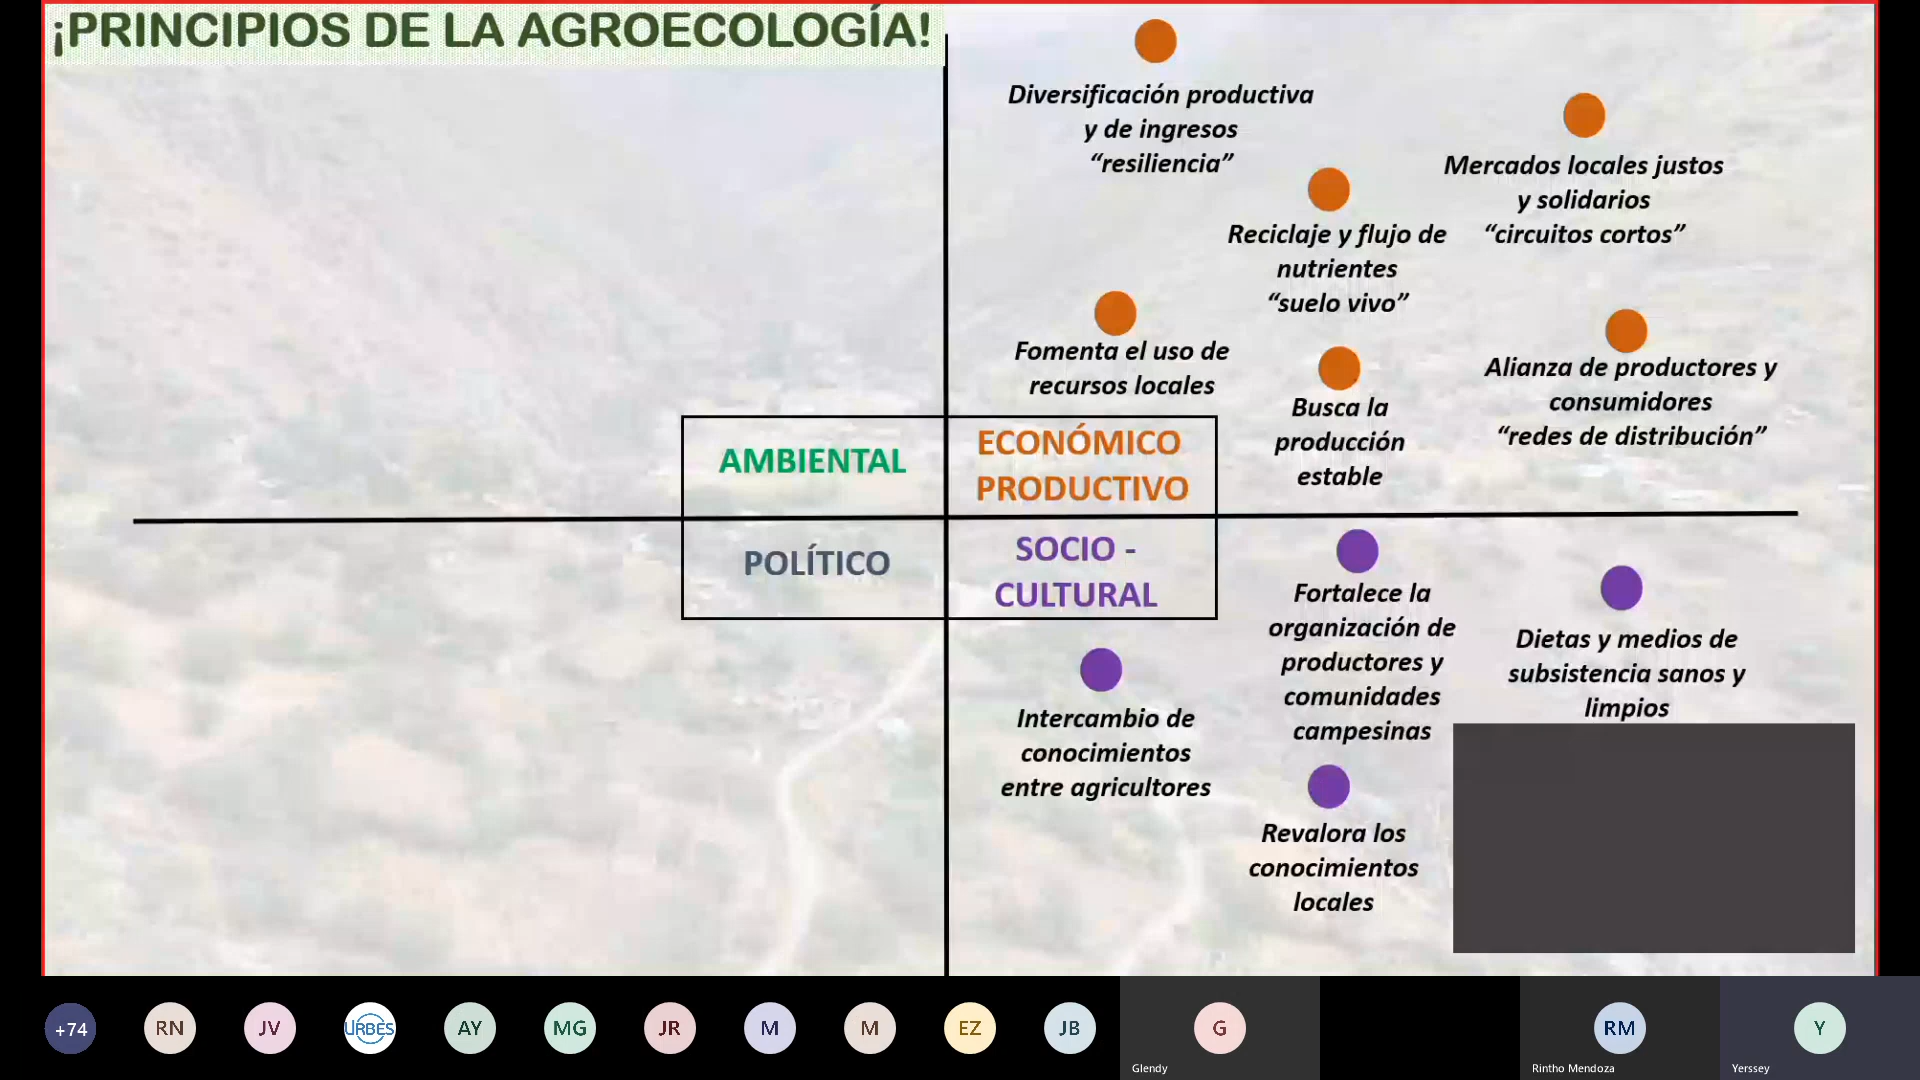 ¡PRINCIPIOS DE LA AGROECOLOGÍA!
Diversificación productiva
y de ingresos
“resiliencia”
Mercados locales justos
y solidarios
“circuitos cortos”
Reciclaje y flujo de
nutrientes
“suelo vivo”
Fomenta el uso de
recursos locales
Busca la
producción
estable
Alianza de productores y
consumidores
“redes de distribución”
AMBIENTAL
ECONÓMICO
PRODUCTIVO
POLÍTICO
SOCIO -
CULTURAL
Intercambio de
conocimientos
entre agricultores
Fortalece la
organización de
productores y
comunidades
campesinas
Dietas y medios de
subsistencia sanos y
limpios
Revalora los
conocimientos
locales
+74
RN
JV
URBES
AY
MG
JR
M
M
EZ
JB
G
Glendy
RM
Rintho Mendoza
Y
Yerssey